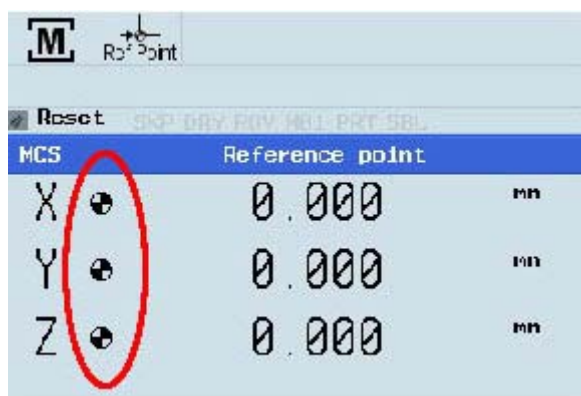 M
Ref Point
Reset SKP DRY ROV M01 PRT SBL
MCS Reference point
X 0.000 mm
Y 0.000 mm
Z 0.000 mm